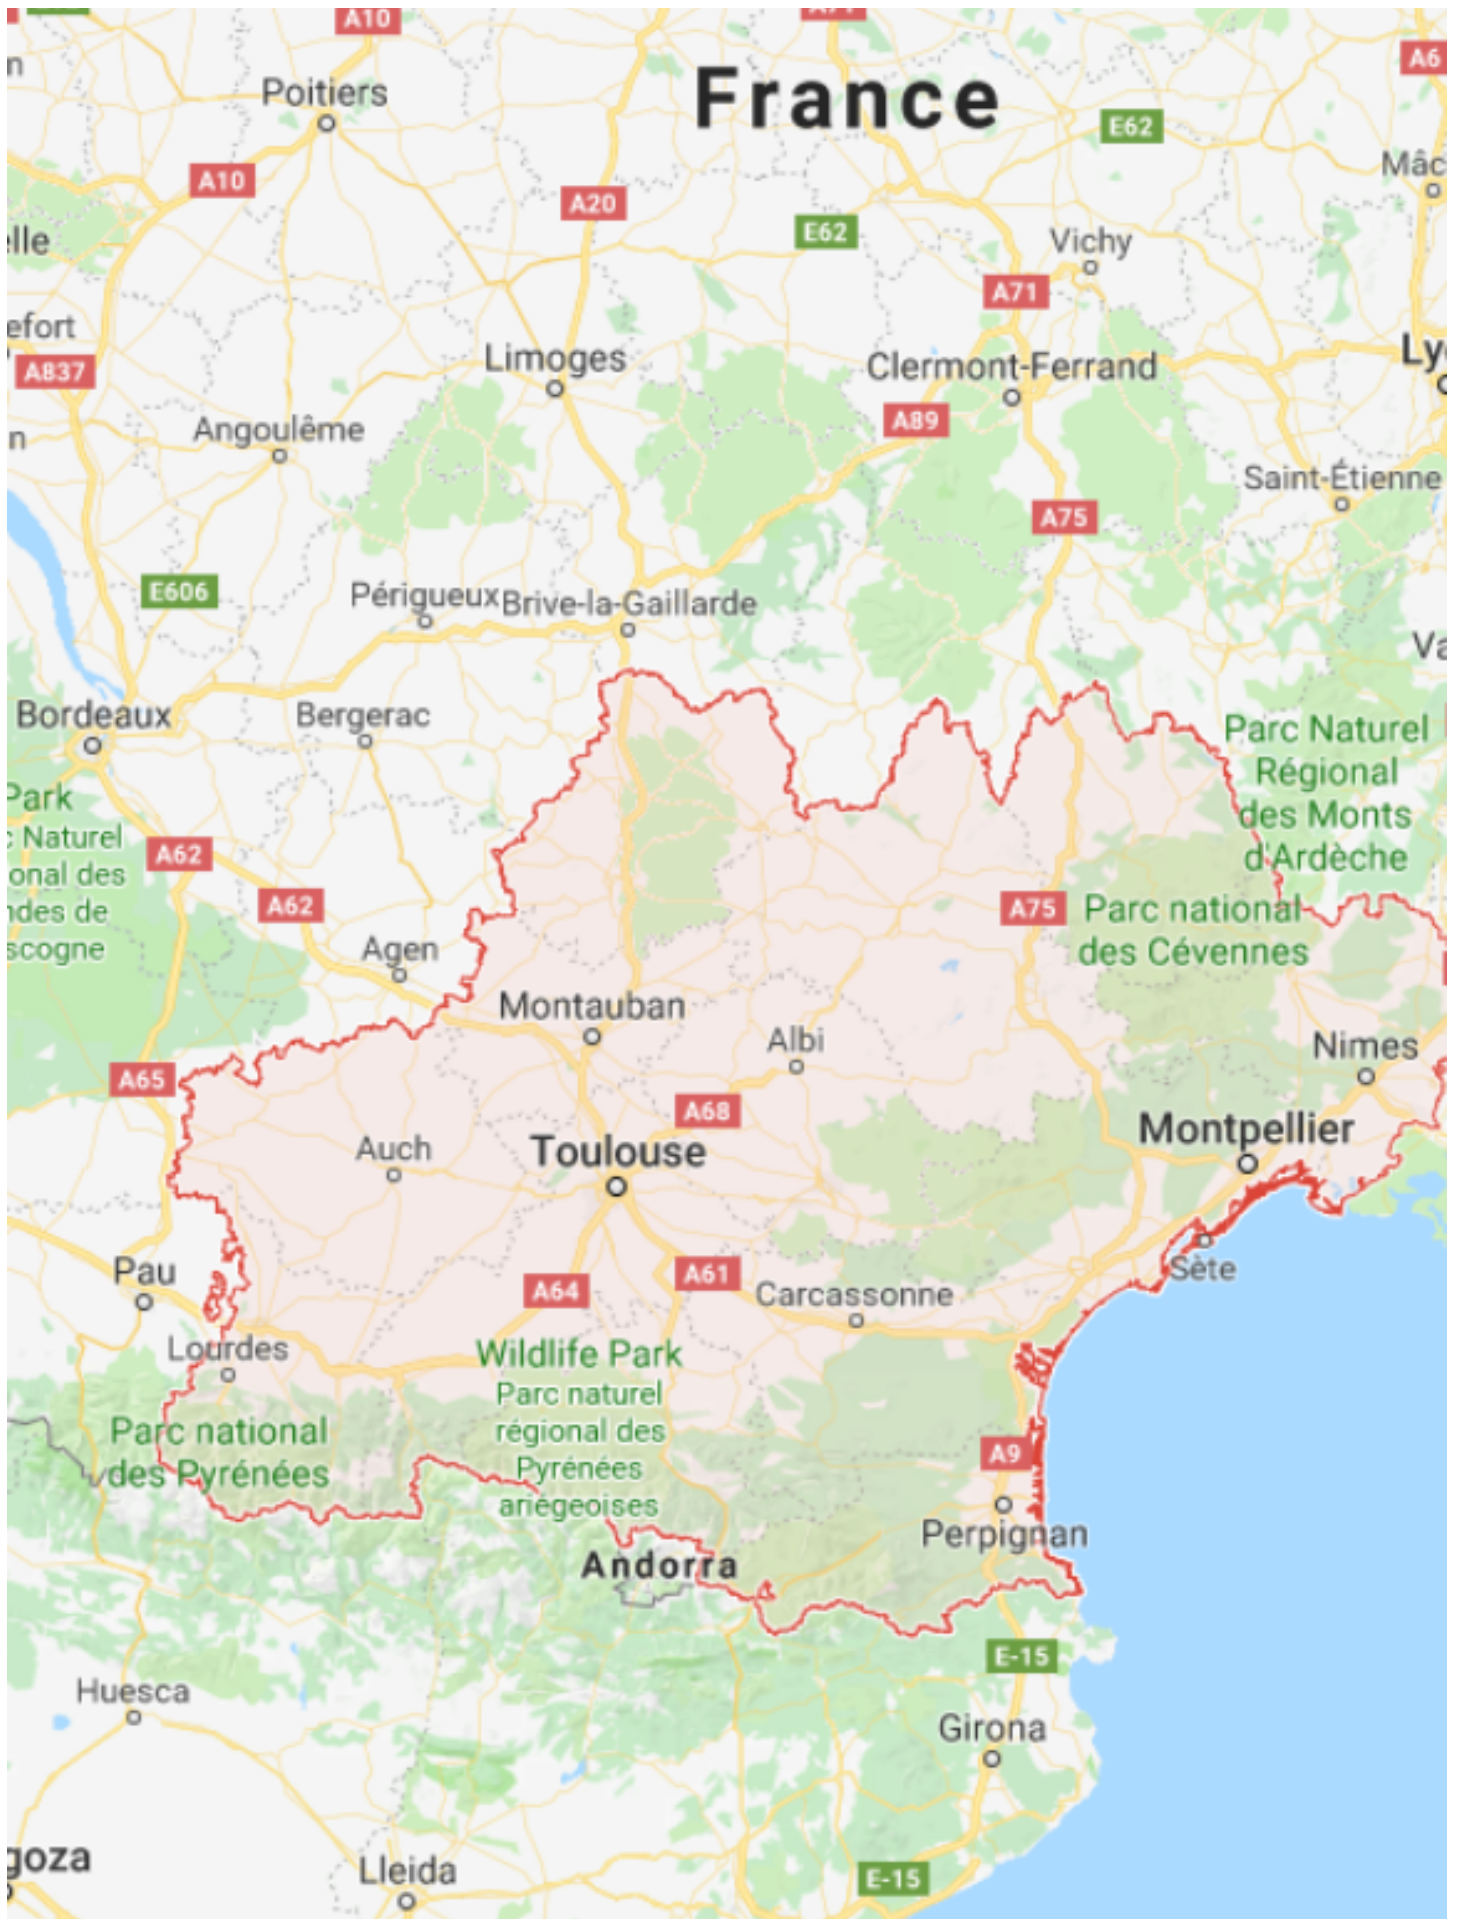 A10
A71
A6
n
Poitiers
France
E62
Mâc
A10
A20
E62
elle
Vichy
A71
efort
A837
Limoges
Clermont-Ferrand
Ly
A89
n
Angoulême
Saint-Étienne
A75
E606
Périgueux
Brive-la-Gaillarde
Va
Bordeaux
Bergerac
Parc Naturel
Régional
des Monts
d'Ardèche
Park
c Naturel
onal des
ndes de
scogne
A62
A62
A75
Parc national
des Cévennes
Agen
Montauban
Albi
Nimes
A65
A68
Montpellier
Auch
Toulouse
Pau
A64
A61
Carcassonne
Sète
Lourdes
Wildlife Park
Parc naturel
régional des
Pyrénées
ariégeoises
Parc national
des Pyrénées
A9
Perpignan
Andorra
E-15
Huesca
Girona
goza
Lleida
E-15